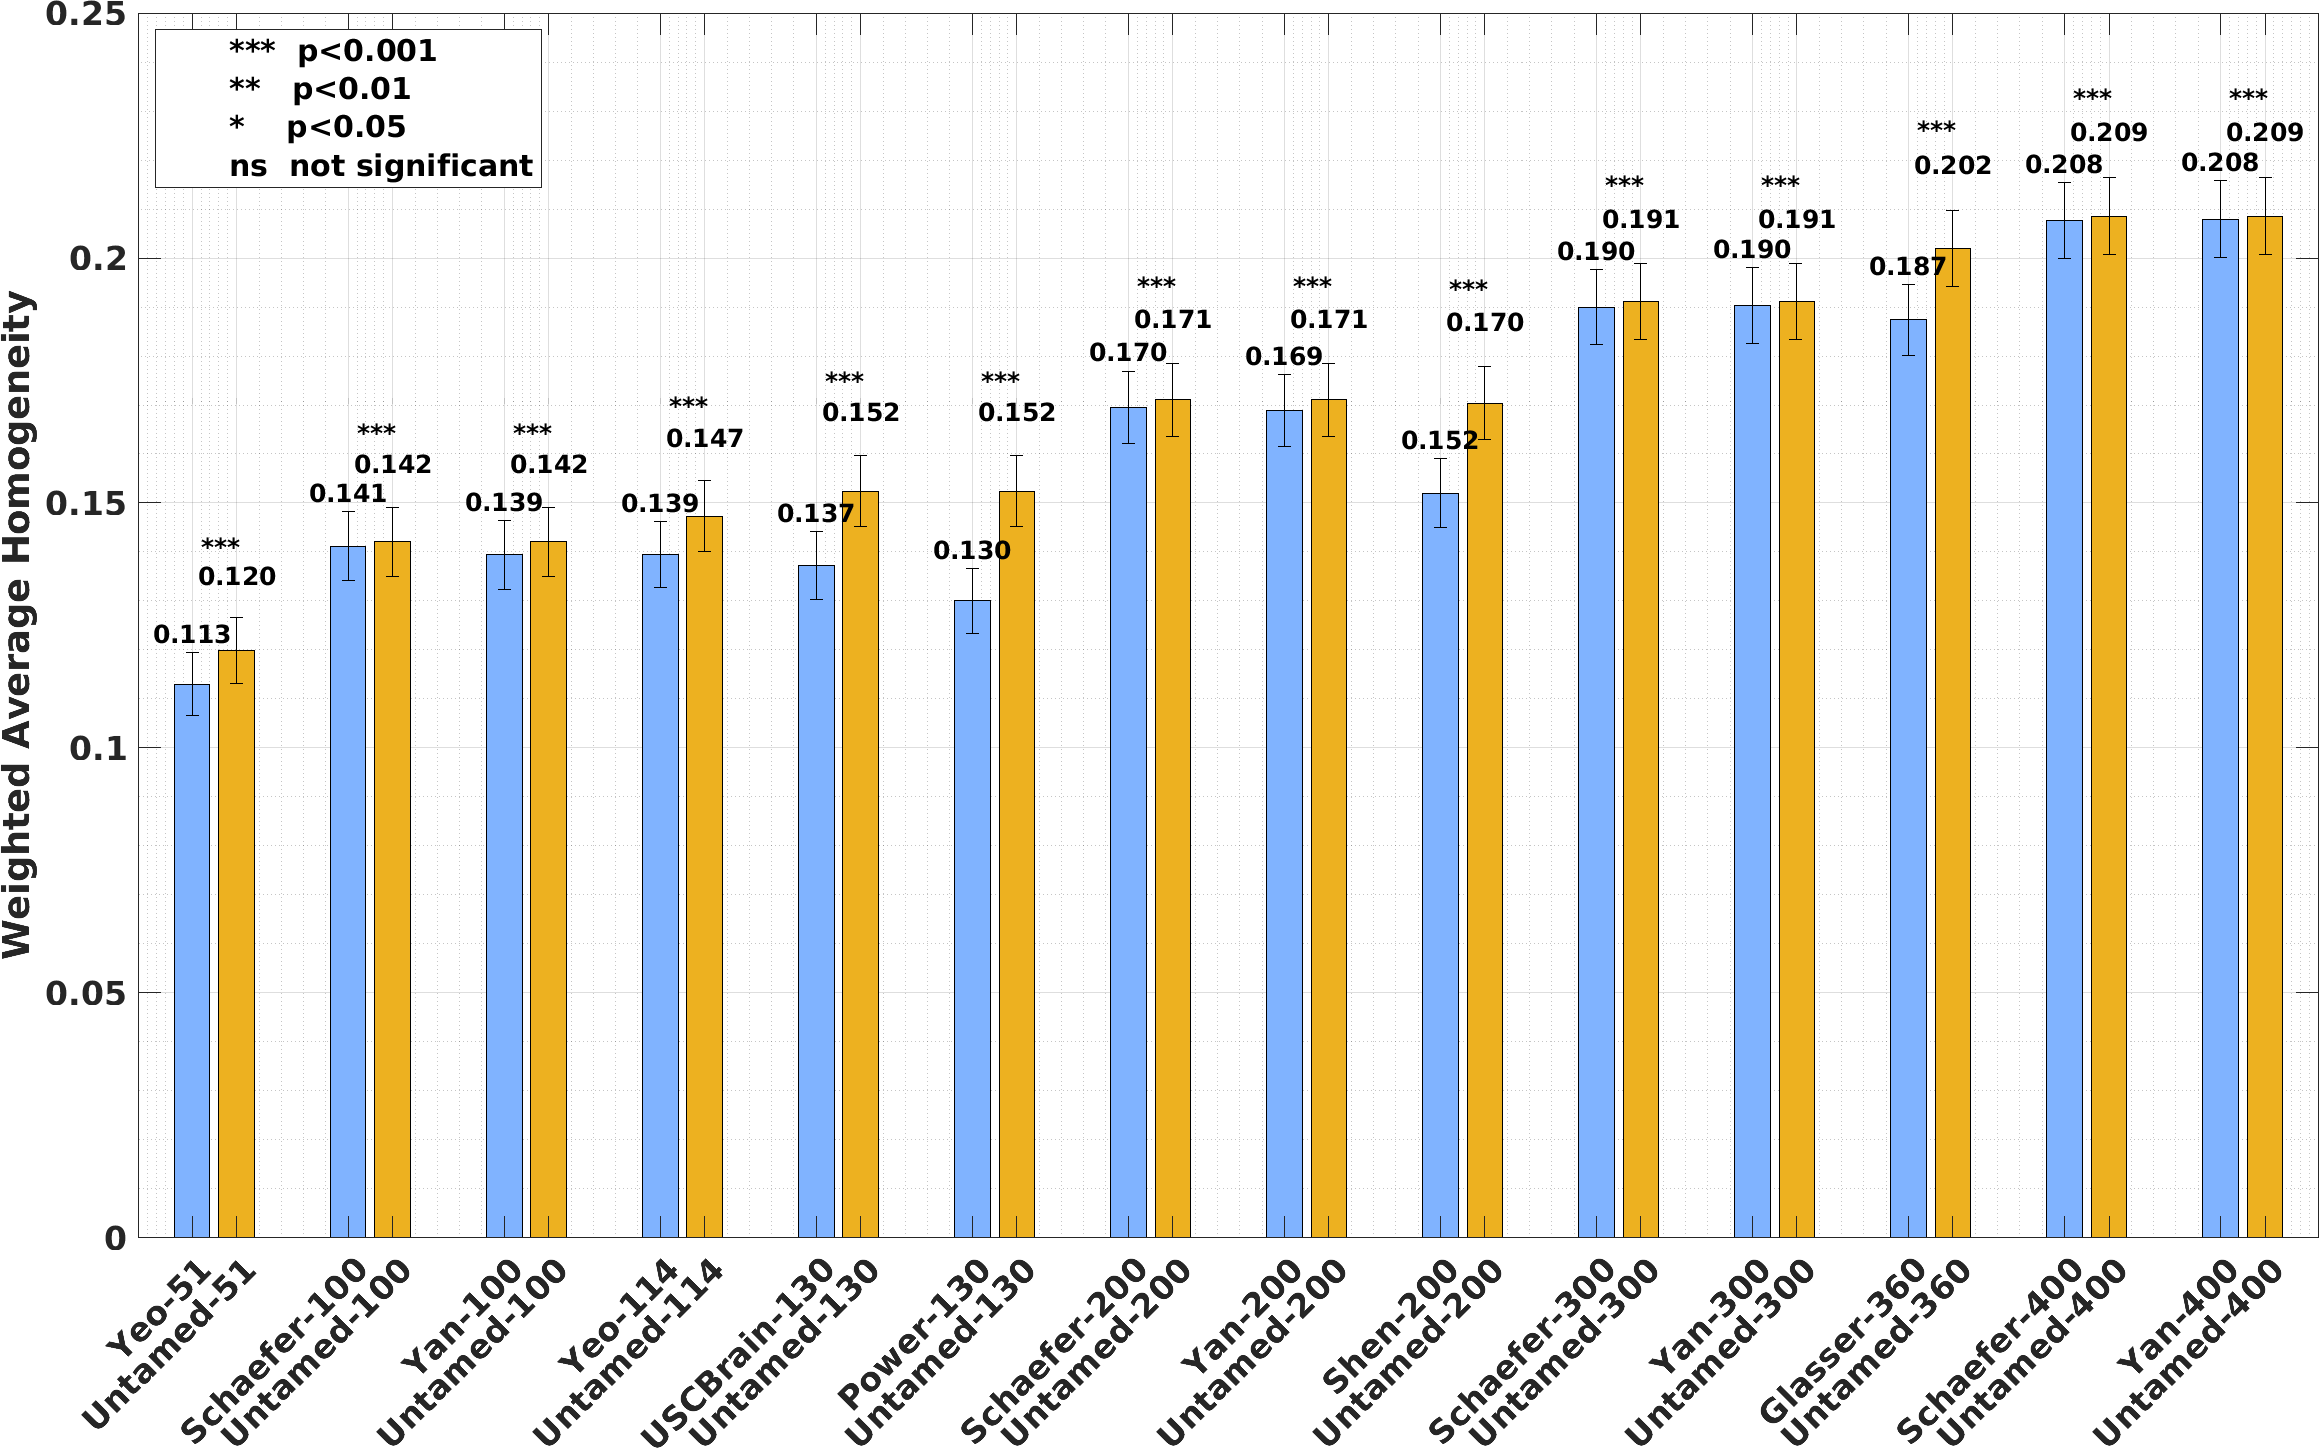 Weighted Average Homogeneity
0.25
0.2
0.15
0.1
0.05
0
*** p<0.001
** p<0.01
* p<0.05
ns not significant
***
0.113
0.120
***
0.141
0.142
***
0.139
0.142
***
0.139
0.147
***
0.137
0.152
***
0.130
0.152
***
0.170
0.171
***
0.169
0.171
***
0.152
0.170
***
0.190
0.191
***
0.190
0.191
***
0.187
0.202
***
0.208
0.209
***
0.208
0.209
Yeo-51
Untamed-51
Schaefer-100
Untamed-100
Yan-100
Untamed-100
Yeo-114
Untamed-114
USCBrain-130
Untamed-130
Power-130
Untamed-130
Schaefer-200
Untamed-200
Yan-200
Untamed-200
Shen-200
Untamed-200
Schaefer-300
Untamed-300
Yan-300
Untamed-300
Glasser-360
Untamed-360
Schaefer-400
Untamed-400
Yan-400
Untamed-400